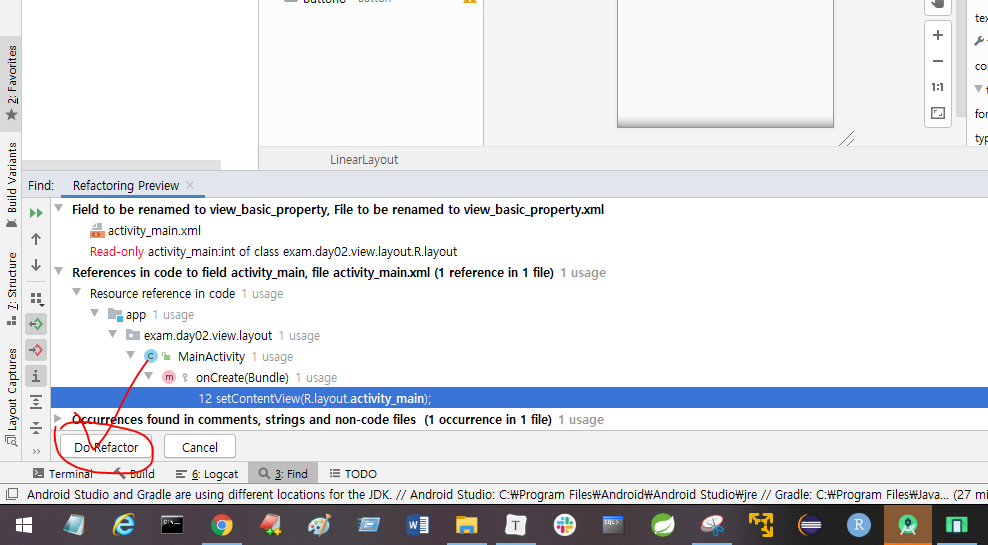 button6 Button
LinearLayout
tex
cor
for
typ
1:1
2: Favorites
Build Variants
7: Structure
Layout Captures
Find: Refactoring Preview
Field to be renamed to view_basic_property, File to be renamed to view_basic_property.xml
activity_main.xml
Read-only activity_main:int of class exam.day02.view.layout.R.layout
References in code to field activity_main, file activity_main.xml (1 reference in 1 file) 1 usage
Resource reference in code 1 usage
app 1 usage
exam.day02.view.layout 1 usage
C MainActivity 1 usage
m onCreate(Bundle) 1 usage
12 setContentView(R.layout.activity_main);
Occurrences found in comments, strings and non-code files (1 occurrence in 1 file) 1 usage
Do Refactor Cancel
Terminal Build 6: Logcat 3: Find TODO
Android Studio and Gradle are using different locations for the JDK. // Android Studio: C:₩Program Files₩Android₩Android Studio₩jre // Gradle: C:₩Program Files₩Java... (27 mi